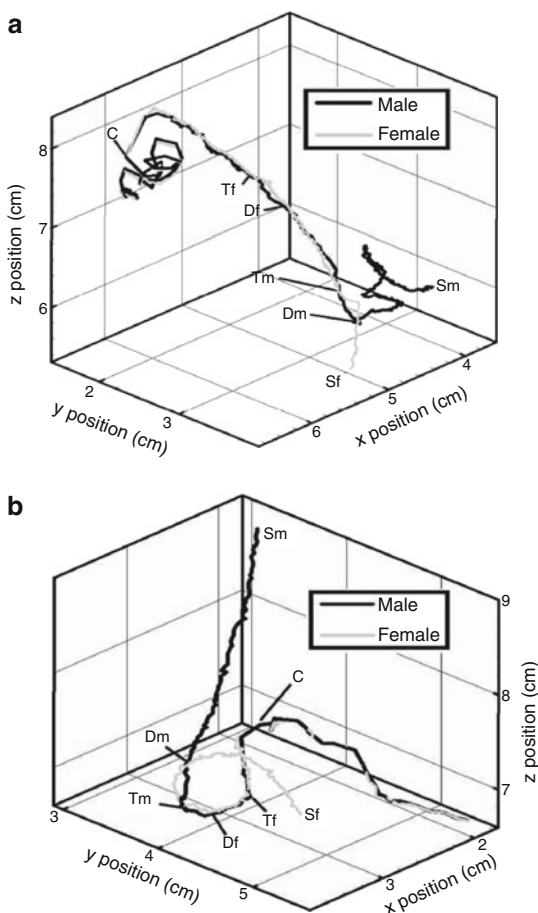 a
Male
Female
C
Tf
Df
Tm
Dm
Sm
Sf
8
7
6
z position (cm)
2
3
y position (cm)
6
5
4
x position (cm)
b
Sm
Male
Female
C
Dm
Tm
Df
Tf
Sf
9
8
7
z position (cm)
3
4
5
y position (cm)
3
2
x position (cm)